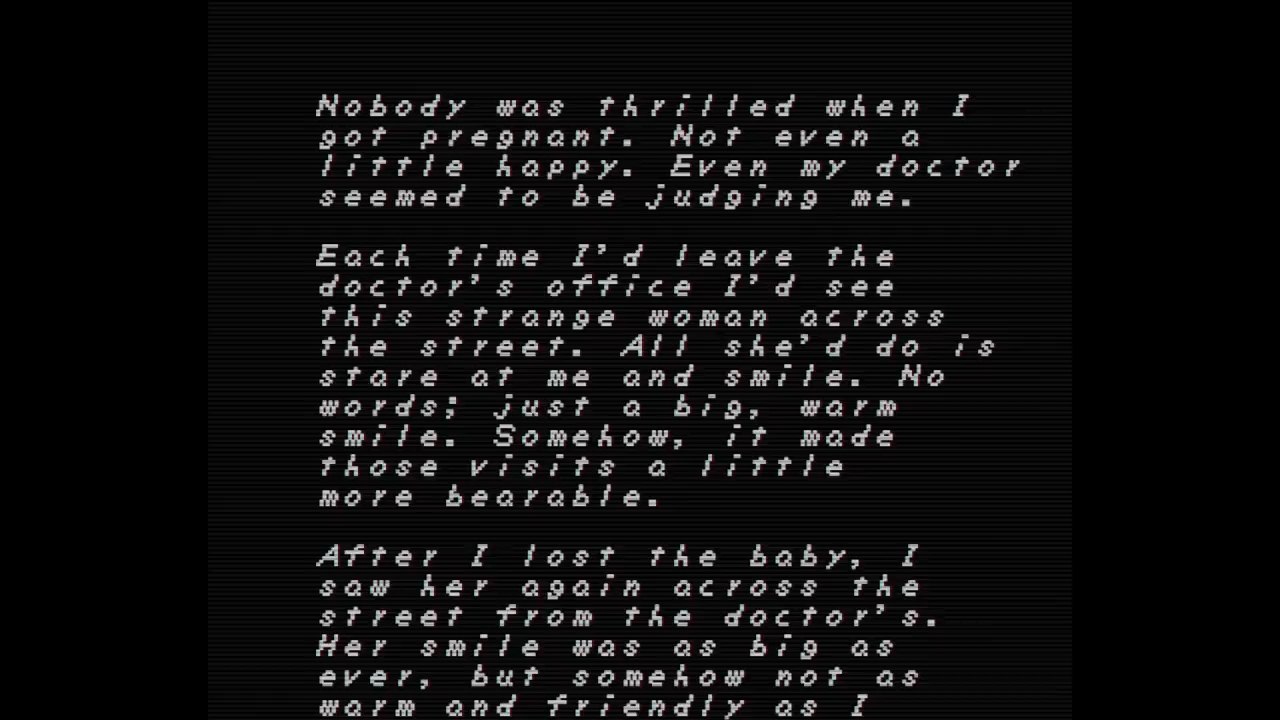 Nobody was thrilled when I
got pregnant. Not even a
little happy. Even my doctor
seemed to be judging me.
Each time I'd leave the
doctor's office I'd see
this strange woman across
the street. All she'd do is
stare at me and smile. No
words; just a big, warm
smile. Somehow, it made
those visits a little
more bearable.
After I lost the baby, I
saw her again across the
street from the doctor's.
Her smile was as big as
ever, but somehow not as
warm and friendly as I